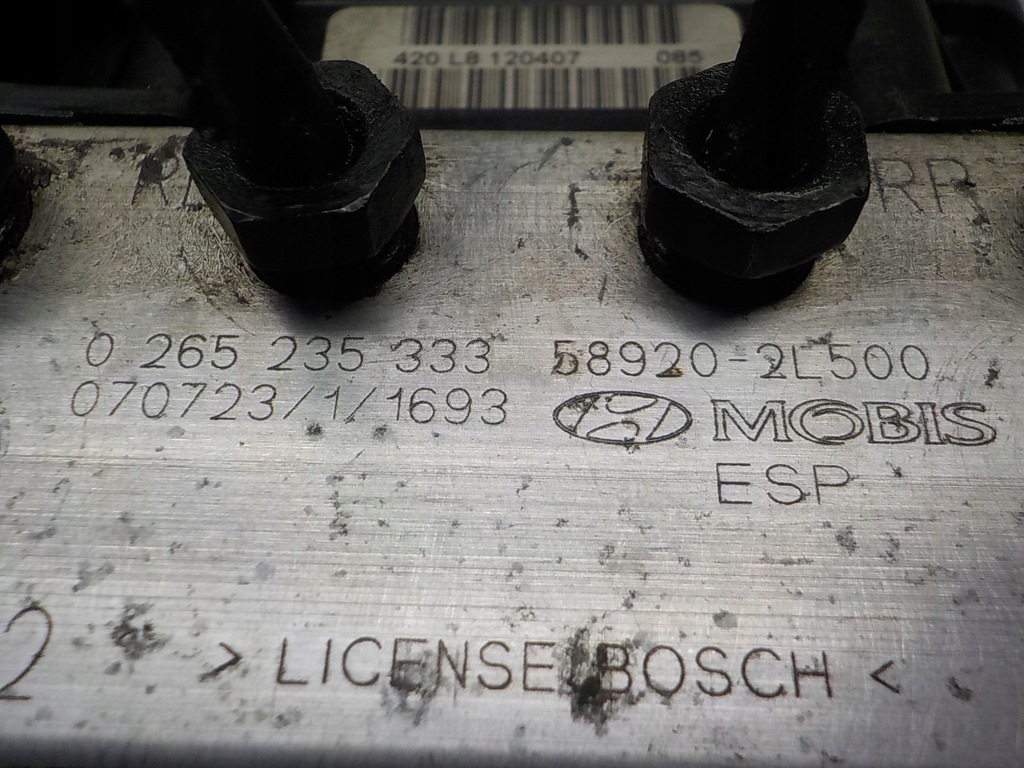 420 L8 120407 085
RR
0 265 235 333 58920-2L500
070723/1/1693 MOBIS
ESP
2 > LICENSE BOSCH <